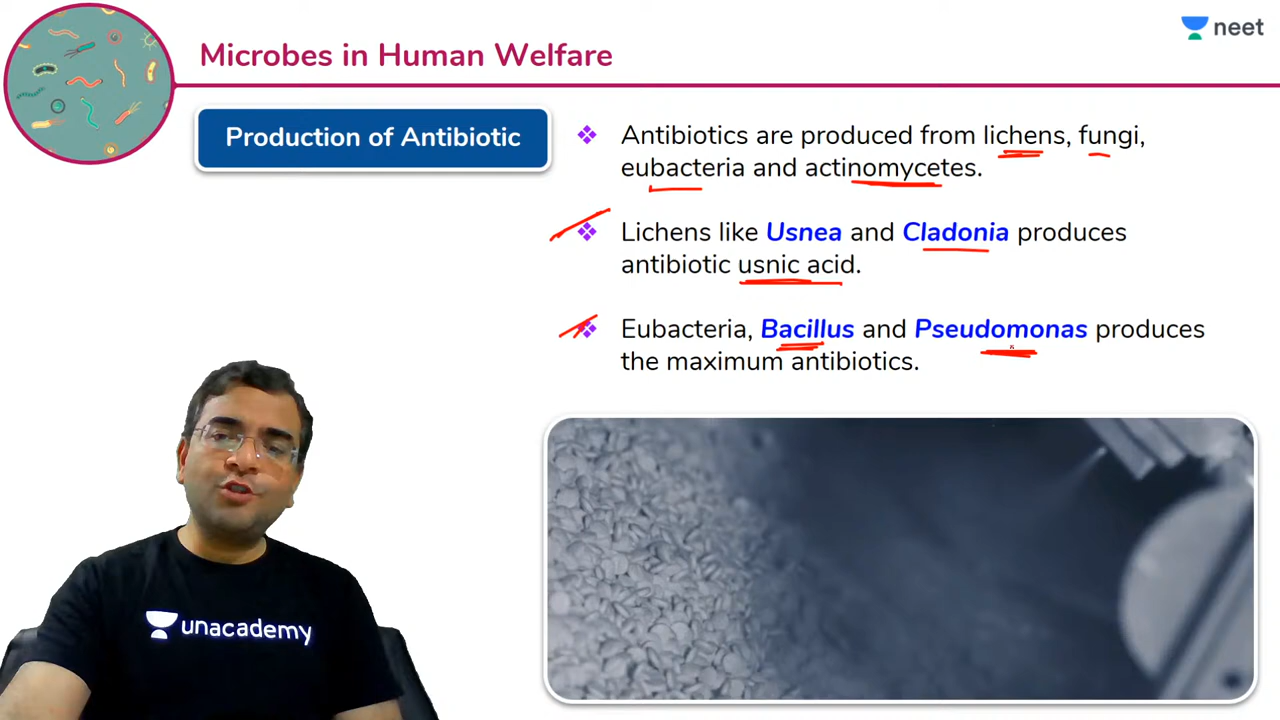 Microbes in Human Welfare
neet
Production of Antibiotic
Antibiotics are produced from lichens, fungi,
eubacteria and actinomycetes.
Lichens like Usnea and Cladonia produces
antibiotic usnic acid.
Eubacteria, Bacillus and Pseudomonas produces
the maximum antibiotics.
unacademy